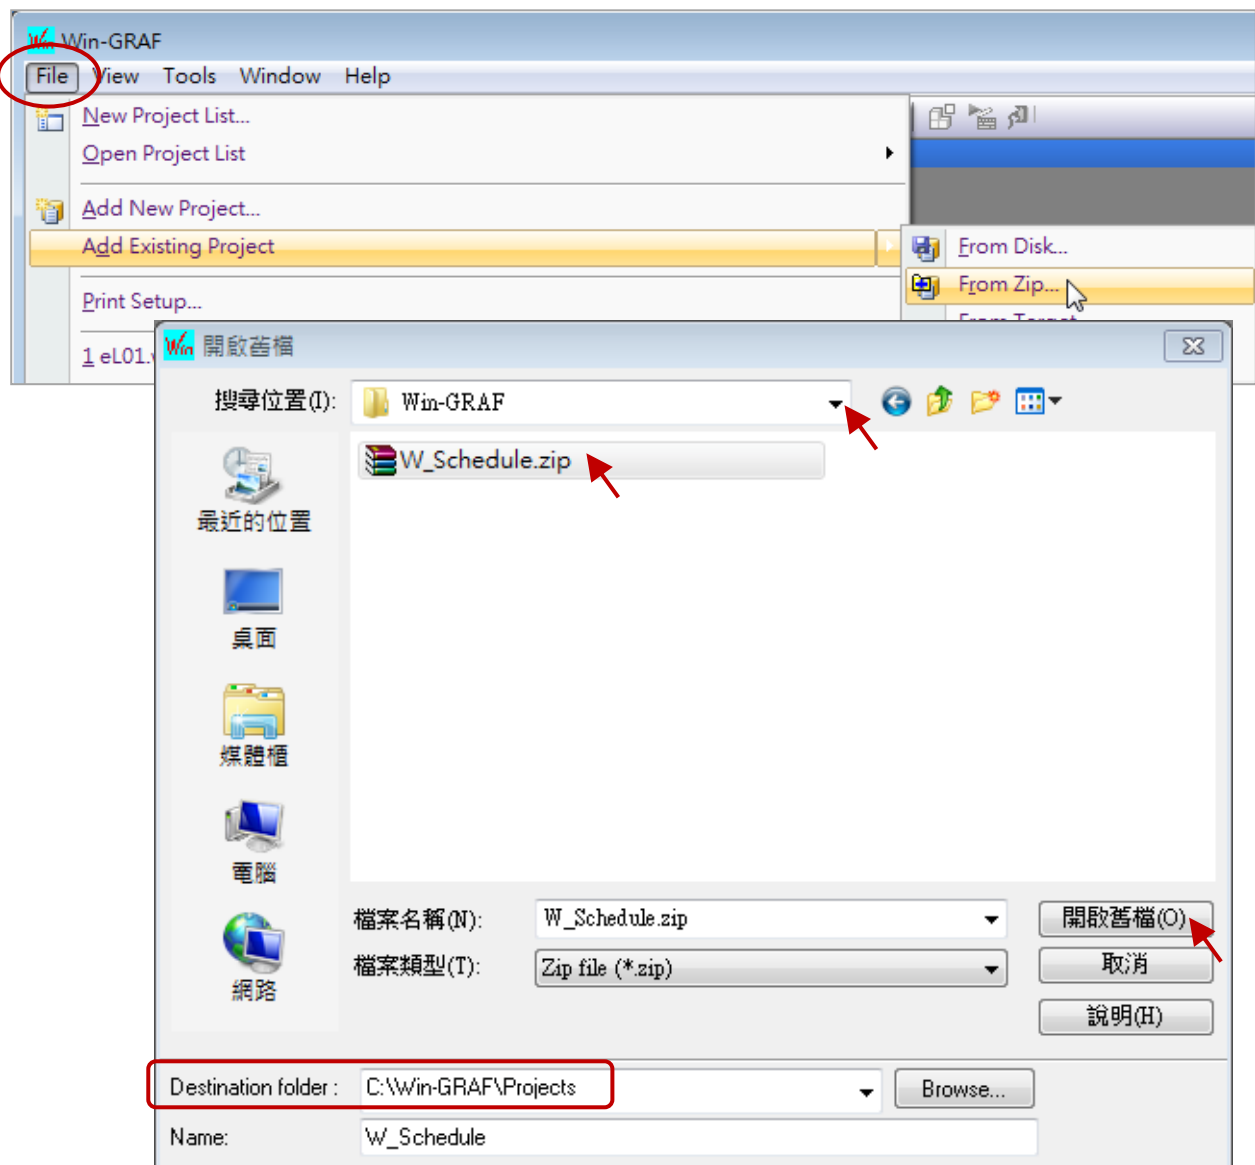 Win Win-GRAF
File View Tools Window Help
New Project List...
Open Project List
Add New Project...
Add Existing Project
From Disk...
From Zip...
Print Setup...
From Target
1 eL01.
Win 開啟舊檔
搜尋位置(I): Win-GRAF
W_Schedule.zip
最近的位置
桌面
媒體櫃
電腦
網路
檔案名稱(N): W_Schedule.zip 開啟舊檔(O)
檔案類型(T): Zip file (*.zip) 取消
說明(H)
Destination folder : C:\Win-GRAF\Projects Browse...
Name: W_Schedule